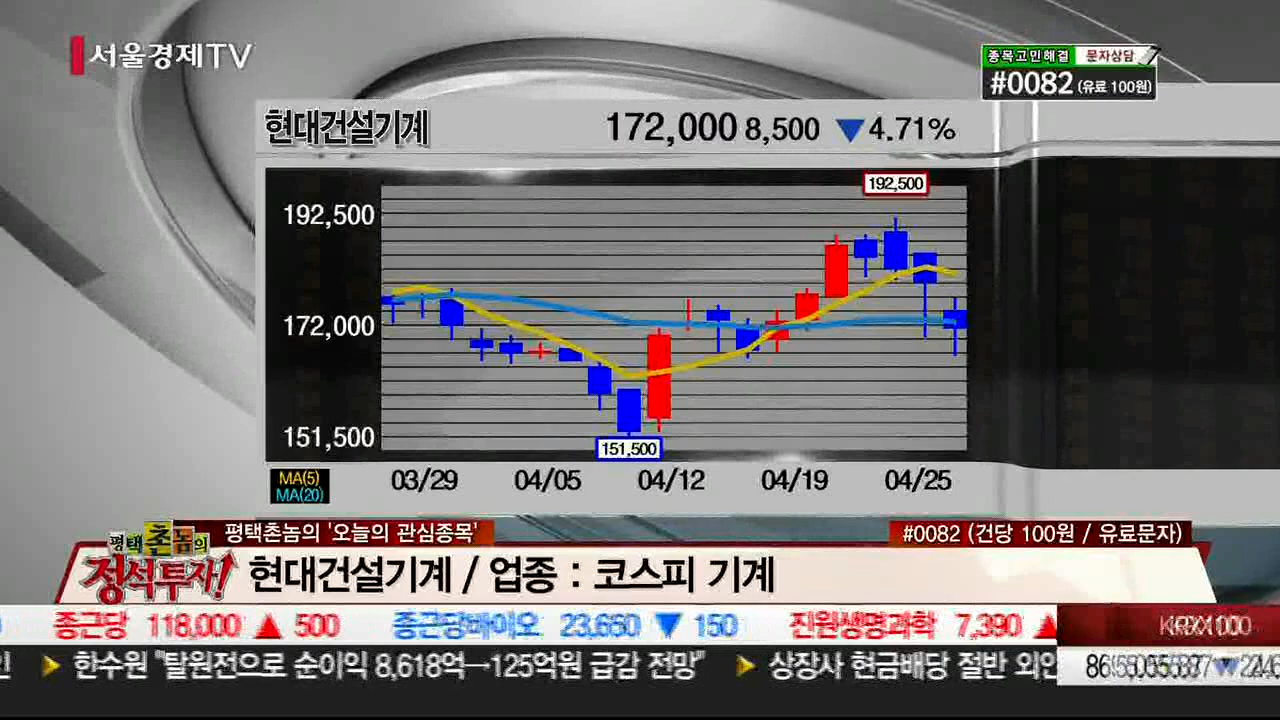 서울경제TV
종목고민해결 문자상담
#0082 (유료 100원)
현대건설기계 172,000 8,500 ▼4.71%
192,500
192,500
172,000
151,500
151,500
MA(5)
MA(20)
03/29 04/05 04/12 04/19 04/25
평택촌놈의 정석투자!
평택촌놈의 '오늘의 관심종목'
#0082 (건당 100원 / 유료문자)
현대건설기계 / 업종 : 코스피 기계
종근당 118,000 ▲ 500 종근당바이오 23,650 ▼ 150 진원생명과학 7,390 ▲
한수원 "탈원전으로 순이익 8,618억→125억원 급감 전망" 상장사 현금배당 절반 외인